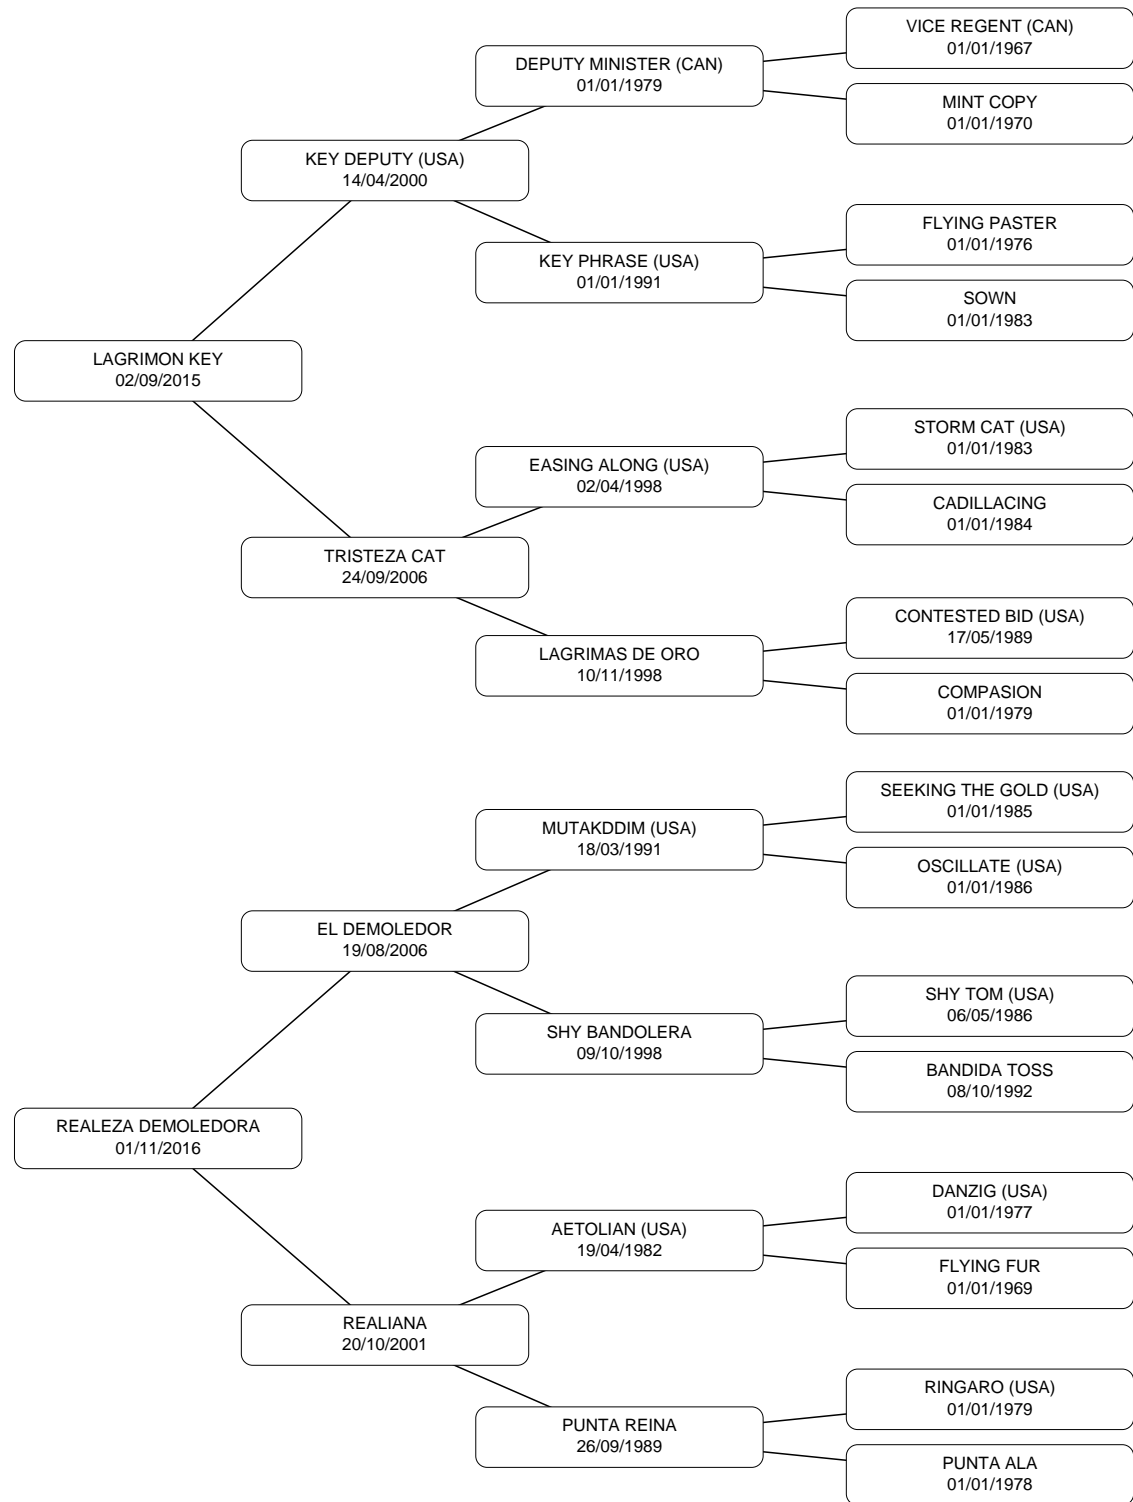 VICE REGENT (CAN)
01/01/1967
DEPUTY MINISTER (CAN)
01/01/1979
MINT COPY
01/01/1970
KEY DEPUTY (USA)
14/04/2000
FLYING PASTER
01/01/1976
KEY PHRASE (USA)
01/01/1991
SOWN
01/01/1983
LAGRIMON KEY
02/09/2015
STORM CAT (USA)
01/01/1983
EASING ALONG (USA)
02/04/1998
CADILLACING
01/01/1984
TRISTEZA CAT
24/09/2006
CONTESTED BID (USA)
17/05/1989
LAGRIMAS DE ORO
10/11/1998
COMPASION
01/01/1979
SEEKING THE GOLD (USA)
01/01/1985
MUTAKDDIM (USA)
18/03/1991
OSCILLATE (USA)
01/01/1986
EL DEMOLEDOR
19/08/2006
SHY TOM (USA)
06/05/1986
SHY BANDOLERA
09/10/1998
BANDIDA TOSS
08/10/1992
REALEZA DEMOLEDORA
01/11/2016
DANZIG (USA)
01/01/1977
AETOLIAN (USA)
19/04/1982
FLYING FUR
01/01/1969
REALIANA
20/10/2001
RINGARO (USA)
01/01/1979
PUNTA REINA
26/09/1989
PUNTA ALA
01/01/1978